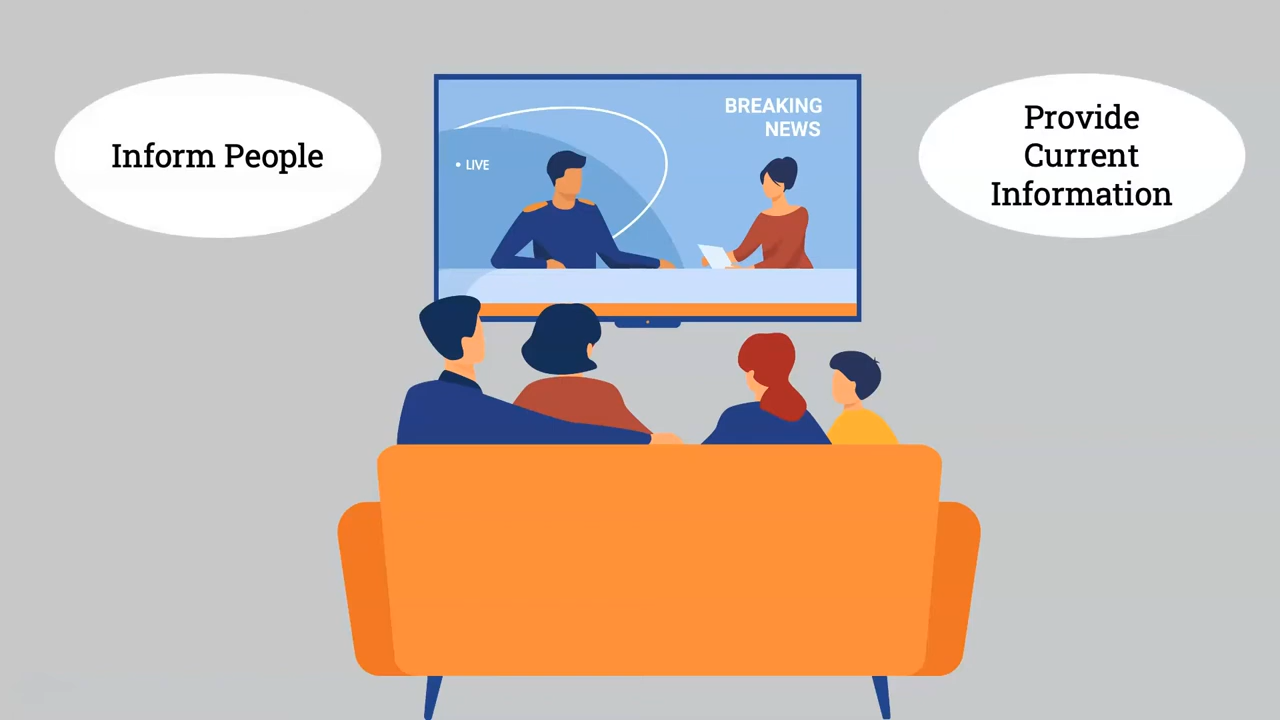 Inform People
BREAKING
NEWS
• LIVE
Provide
Current
Information